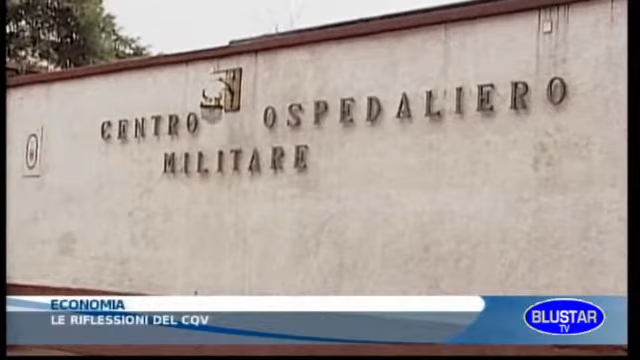 CENTRO OSPEDALIERO
MILITARE
ECONOMIA
LE RIFLESSIONI DEL CQV
BLUSTAR
TV